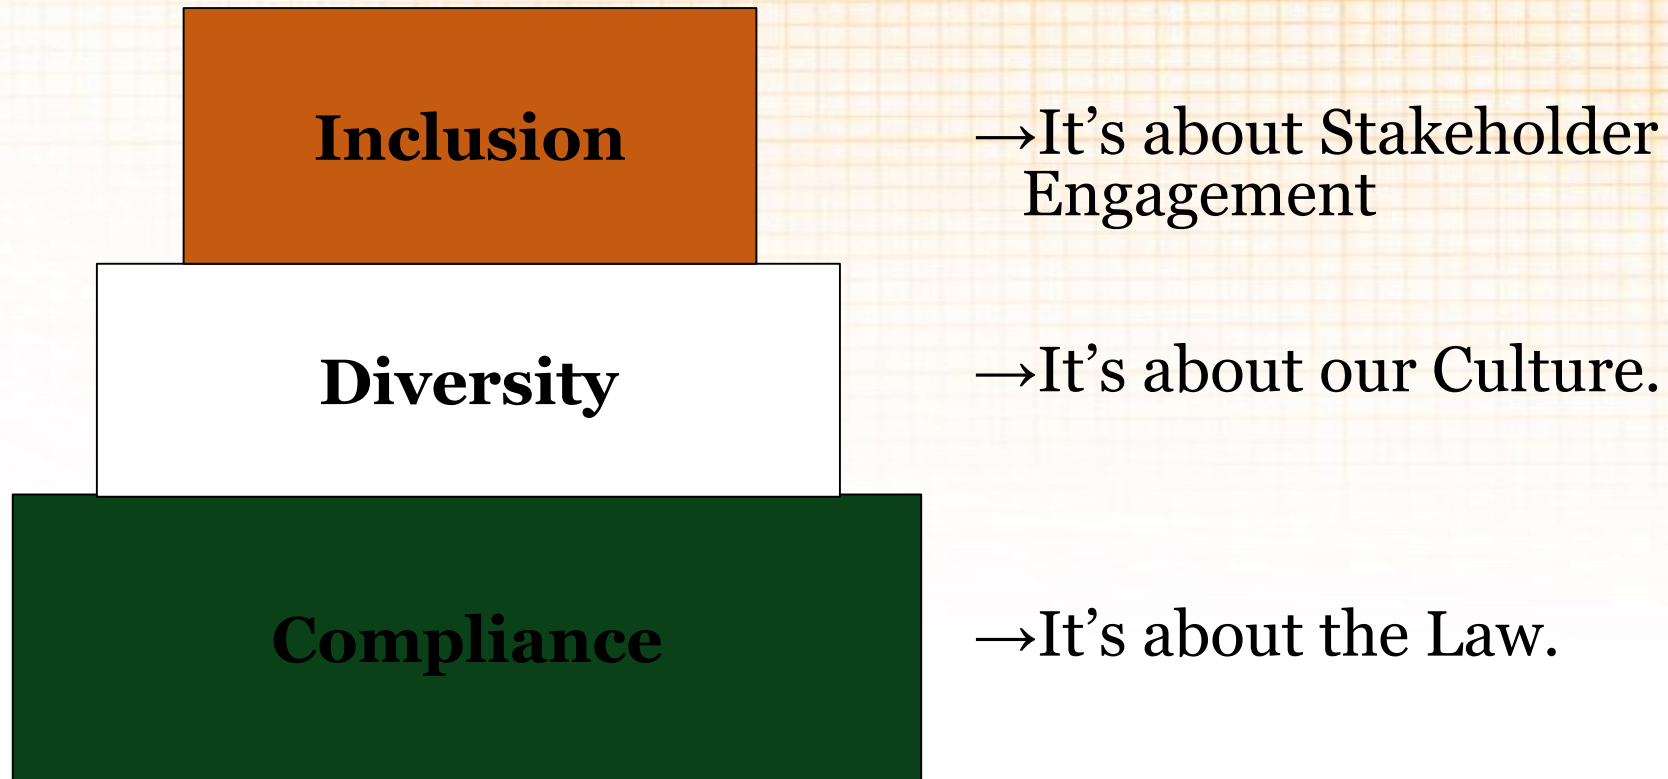 Inclusion
→It’s about Stakeholder
Engagement
Diversity
→It’s about our Culture.
Compliance
→It’s about the Law.